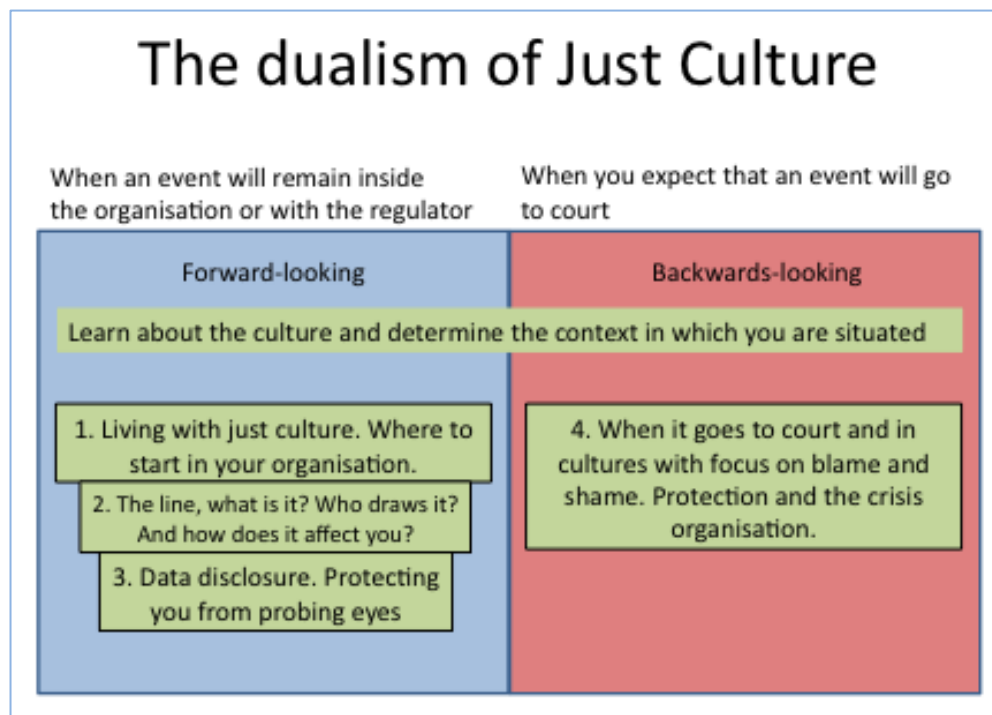 The dualism of Just Culture
When an event will remain inside
the organisation or with the regulator
When you expect that an event will go
to court
Forward-looking
Backwards-looking
Learn about the culture and determine the context in which you are situated
1. Living with just culture. Where to
start in your organisation.
2. The line, what is it? Who draws it?
And how does it affect you?
3. Data disclosure. Protecting
you from probing eyes
4. When it goes to court and in
cultures with focus on blame and
shame. Protection and the crisis
organisation.